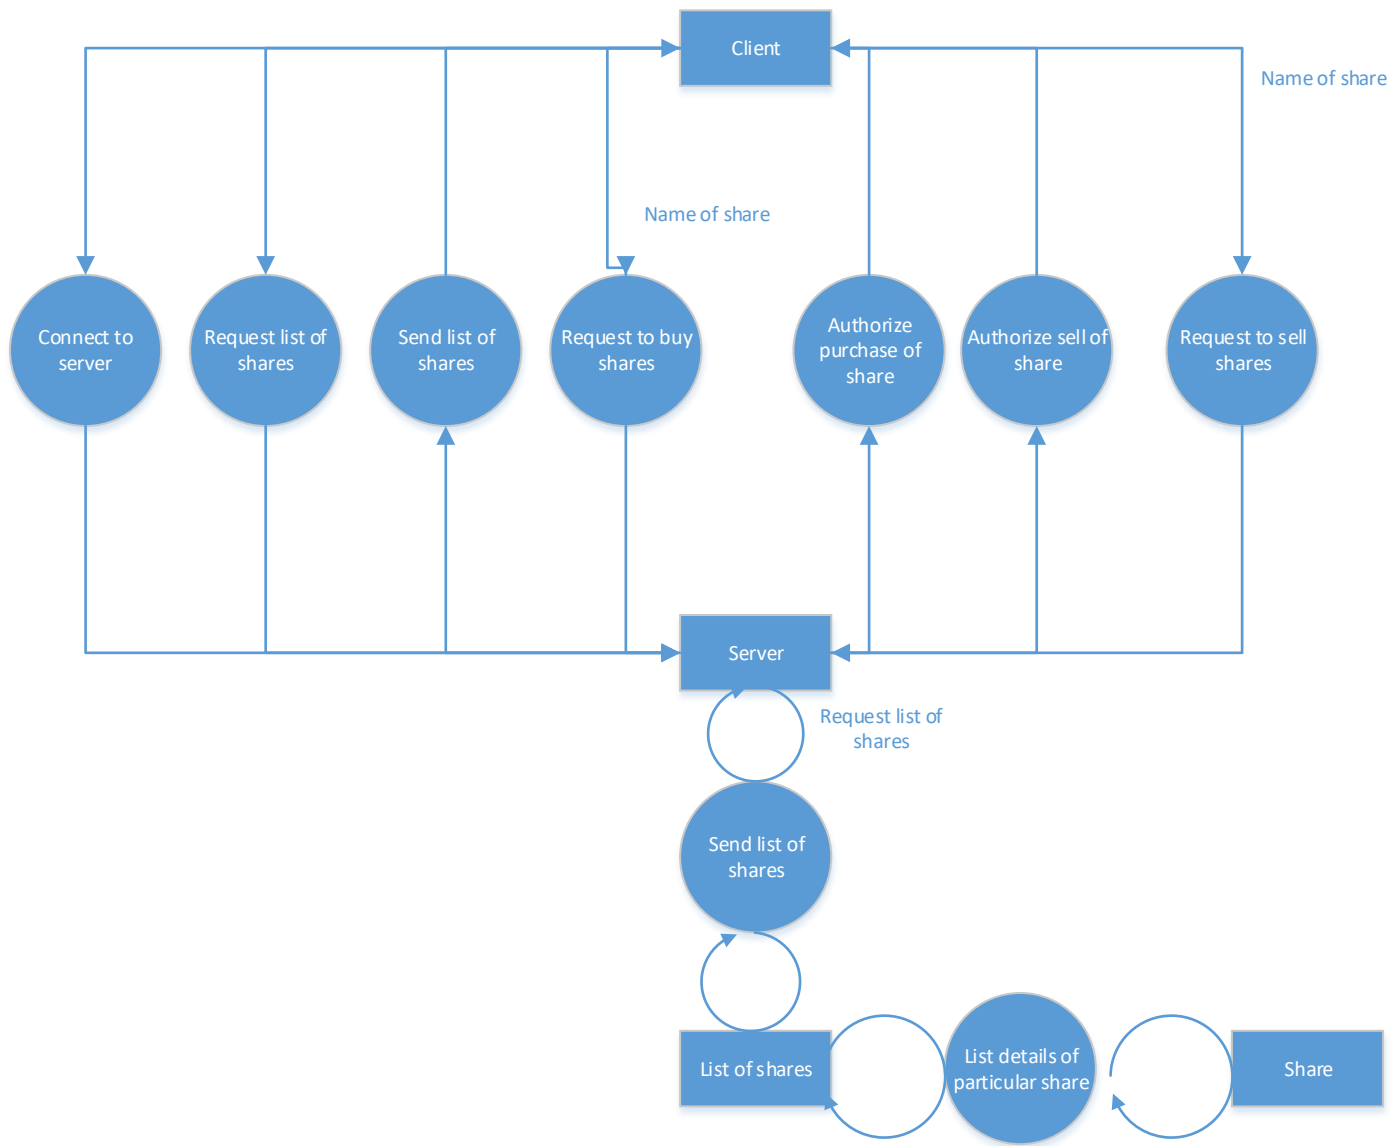 Client
Name of share
Name of share
Connect to
server
Request list of
shares
Send list of
shares
Request to buy
shares
Authorize
purchase of
share
Authorize sell of
share
Request to sell
shares
Server
Request list of
shares
Send list of
shares
List of shares
List details of
particular share
Share